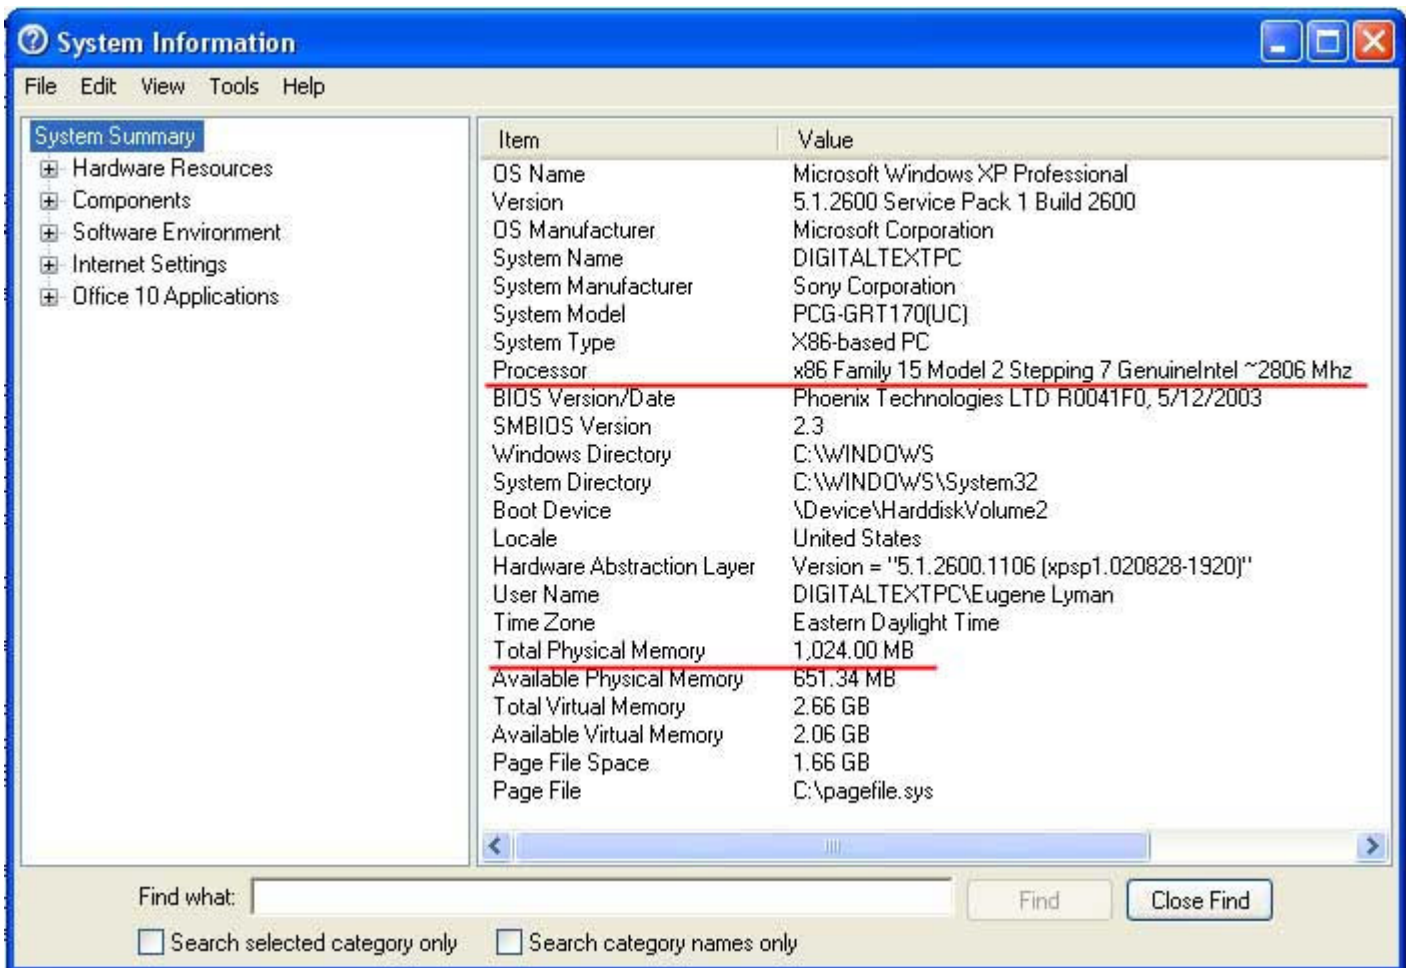 System Information
File Edit View Tools Help
System Summary
Hardware Resources
Components
Software Environment
Internet Settings
Office 10 Applications
Item Value
OS Name Microsoft Windows XP Professional
Version 5.1.2600 Service Pack 1 Build 2600
OS Manufacturer Microsoft Corporation
System Name DIGITALTEXTPC
System Manufacturer Sony Corporation
System Model PCG-GRT170(UC)
System Type X86-based PC
Processor x86 Family 15 Model 2 Stepping 7 GenuineIntel ~2806 Mhz
BIOS Version/Date Phoenix Technologies LTD R0041F0, 5/12/2003
SMBIOS Version 2.3
Windows Directory C:\WINDOWS
System Directory C:\WINDOWS\System32
Boot Device \Device\HarddiskVolume2
Locale United States
Hardware Abstraction Layer Version = "5.1.2600.1106 (xpsp1.020828-1920)"
User Name DIGITALTEXTPC\Eugene Lyman
Time Zone Eastern Daylight Time
Total Physical Memory 1,024.00 MB
Available Physical Memory 651.34 MB
Total Virtual Memory 2.66 GB
Available Virtual Memory 2.06 GB
Page File Space 1.66 GB
Page File C:\pagefile.sys
Find what: Find Close Find
Search selected category only Search category names only